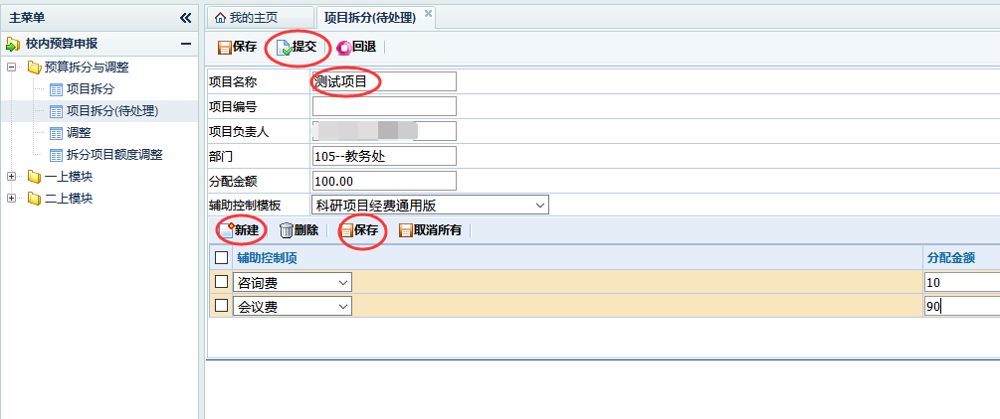 主菜单
我的主页
项目拆分(待处理)
校内预算申报
保存 提交 回退
预算拆分与调整
项目拆分
项目拆分(待处理)
调整
拆分项目额度调整
一上模块
二上模块
项目名称 测试项目
项目编号
项目负责人
部门 105--教务处
分配金额 100.00
辅助控制模板 科研项目经费通用版
新建 删除 保存 取消所有
辅助控制项 分配金额
咨询费 10
会议费 90